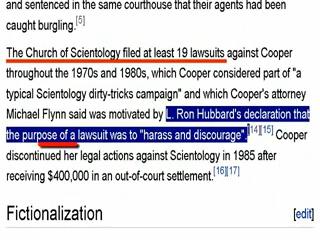 and sentenced in the same courthouse that their agents had been
caught burgling.[5]
The Church of Scientology filed at least 19 lawsuits against Cooper
throughout the 1970s and 1980s, which Cooper considered part of "a
typical Scientology dirty-tricks campaign" and which Cooper's attorney
Michael Flynn said was motivated by L. Ron Hubbard's declaration that
the purpose of a lawsuit was to "harass and discourage".[14][15] Cooper
discontinued her legal actions against Scientology in 1985 after
receiving $400,000 in an out-of-court settlement.[16][17]
Fictionalization [edit]